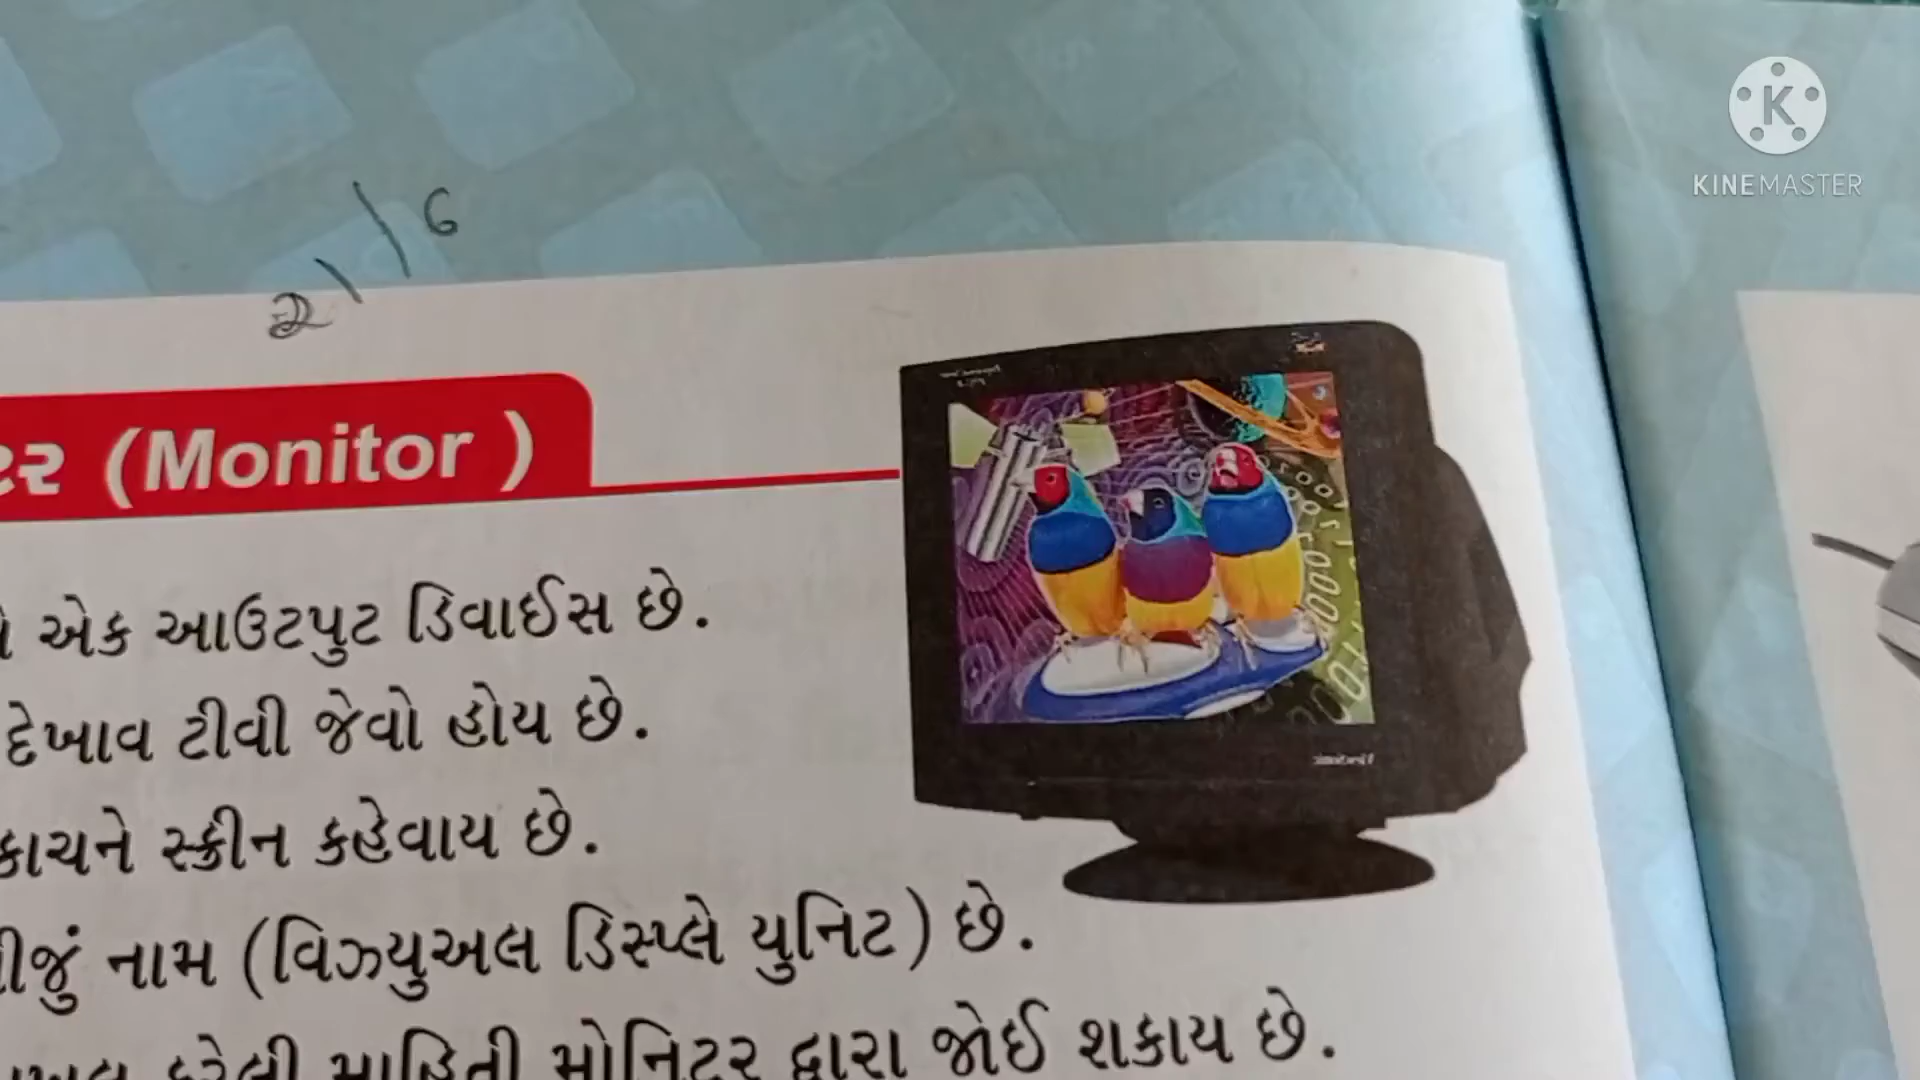 KINEMASTER
2//6
(Monitor )
એક આઉટપુટ ડિવાઈસ છે.
દેખાવ ટીવી જેવો હોય છે.
કાચને સ્ક્રીન કહેવાય છે.
નામ (વિઝ્યુઅલ ડિસ્પ્લે યુનિટ) છે.
માહિતી મોનિટર દ્વારા જોઈ શકાય છે.